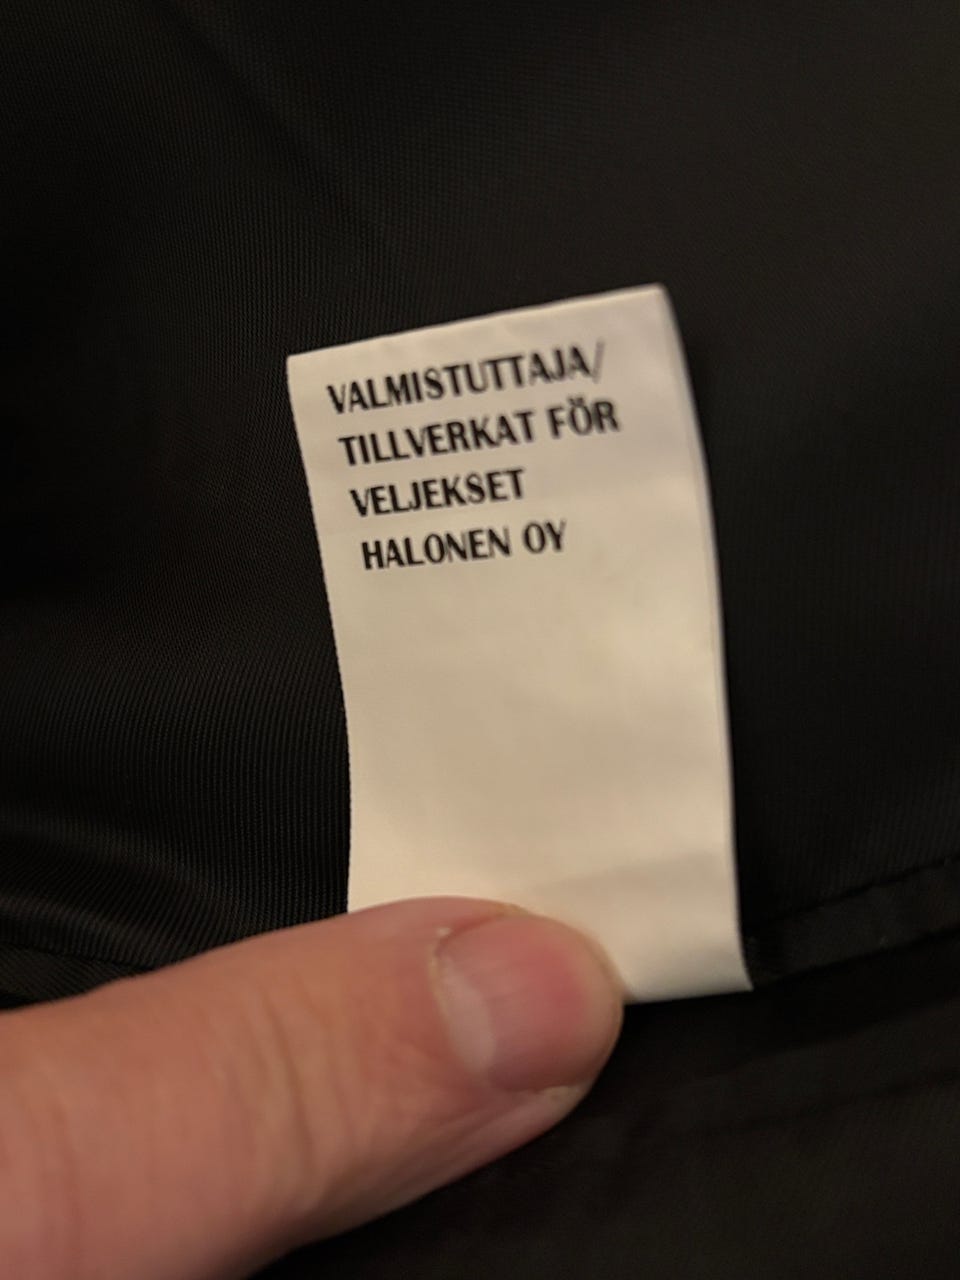 VALMISTUTTAJA/
TILLVERKAT FÖR
VELJEKSET
HALONEN OY